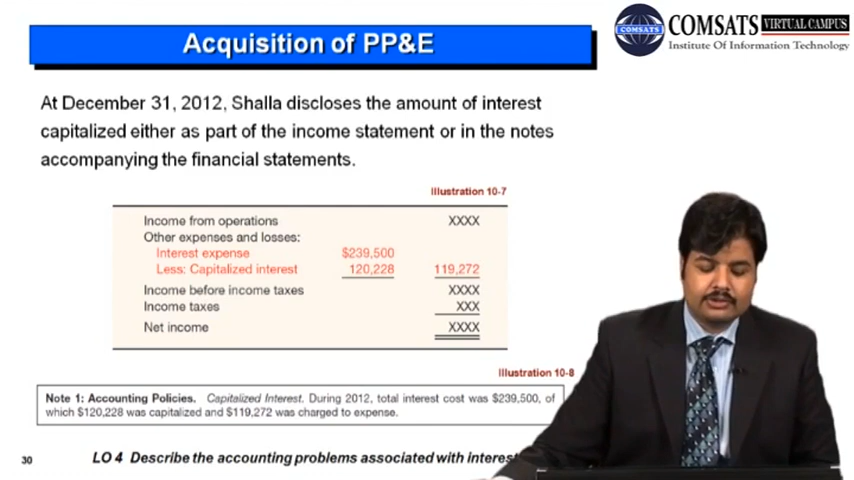 Acquisition of PP&E
COMSATS
COMSATS VIRTUAL CAMPUS
Institute Of Information Technology
At December 31, 2012, Shalla discloses the amount of interest
capitalized either as part of the income statement or in the notes
accompanying the financial statements.
Illustration 10-7
Income from operations XXXX
Other expenses and losses:
Interest expense $239,500
Less: Capitalized interest 120,228 119,272
Income before income taxes XXXX
Income taxes XXX
Net income XXXX
Illustration 10-8
Note 1: Accounting Policies. Capitalized Interest. During 2012, total interest cost was $239,500, of
which $120,228 was capitalized and $119,272 was charged to expense.
30 LO 4 Describe the accounting problems associated with interest